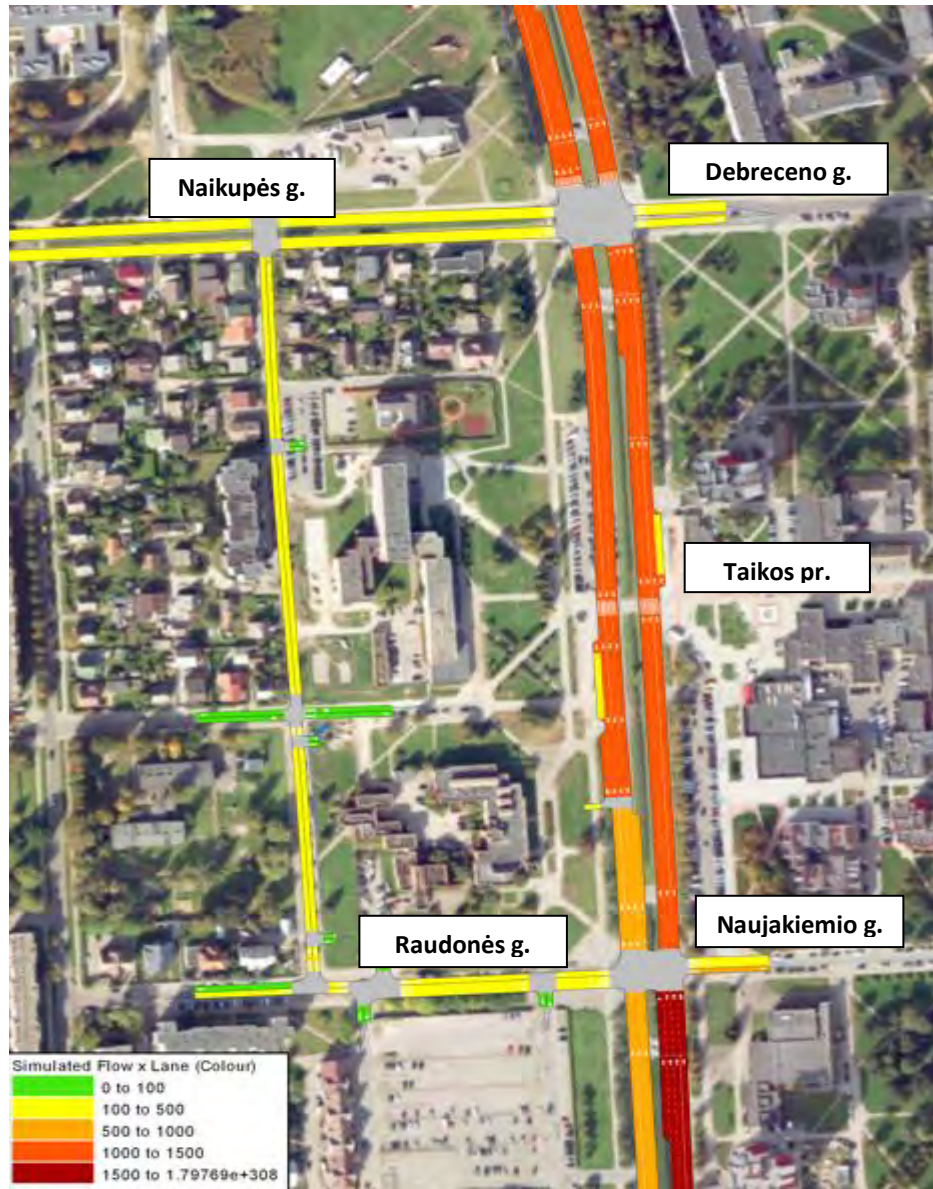 Debreceno g.
Naikupės g.
Taikos pr.
Naujakiemio g.
Raudonės g.
Simulated Flow x Lane (Colour)
0 to 100
100 to 500
500 to 1000
1000 to 1500
1500 to 1.79769e+308